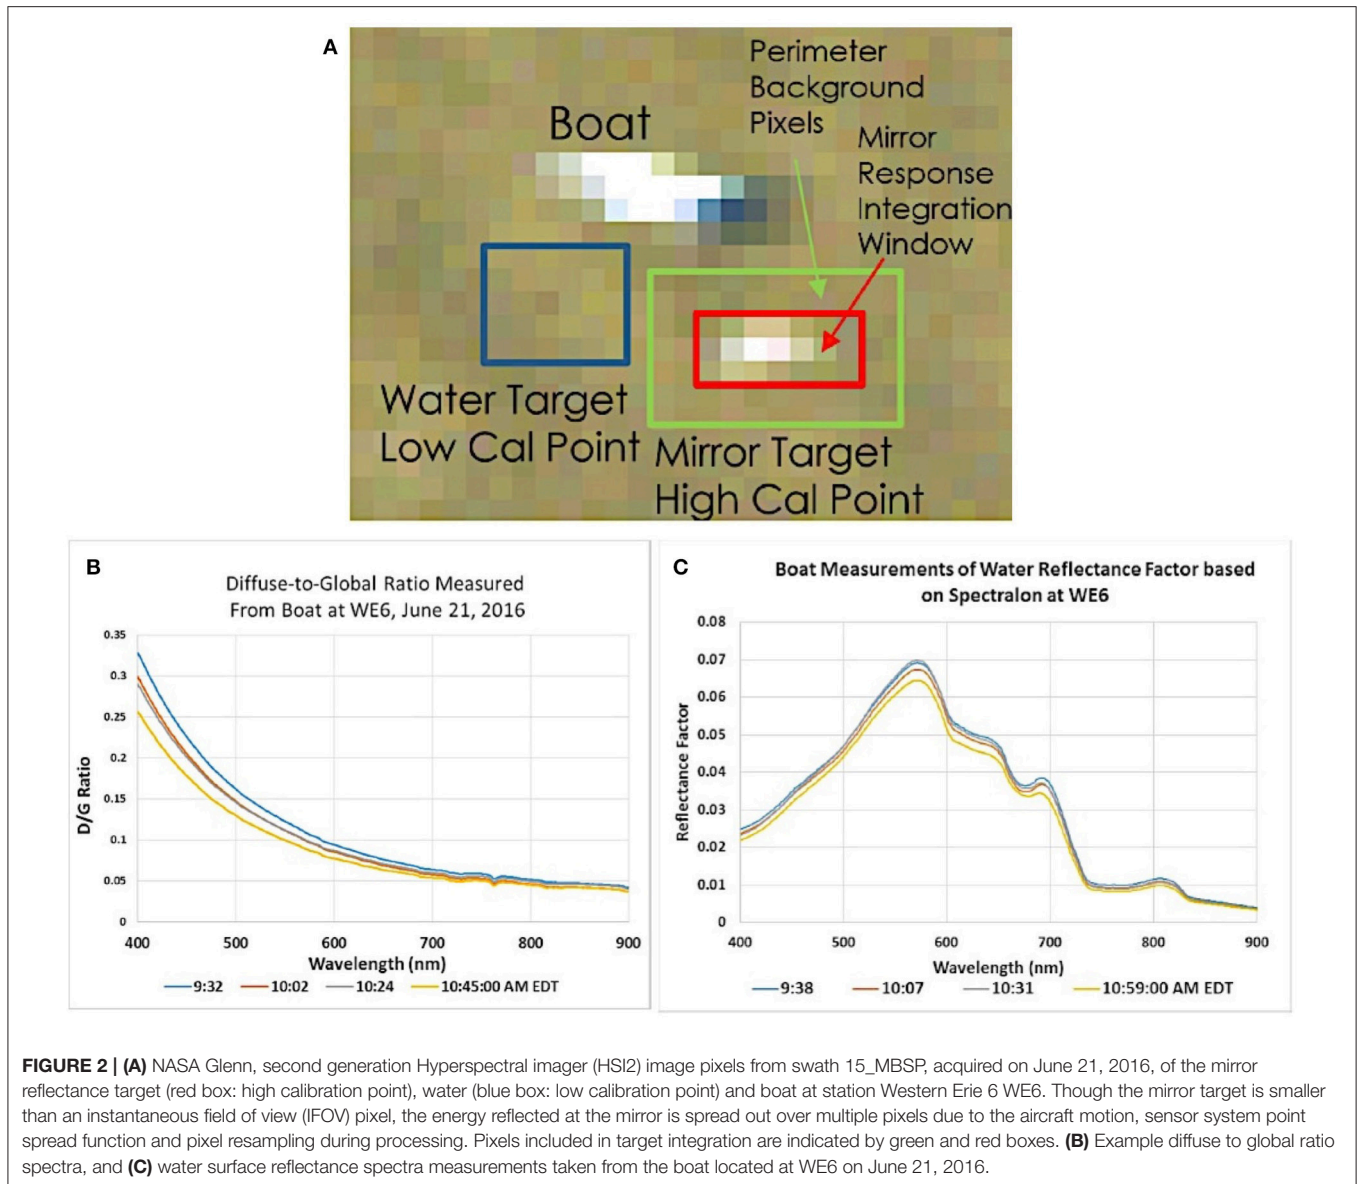 A
Perimeter
Background
Pixels
Boat
Mirror
Response
Integration
Window
Water Target
Low Cal Point
Mirror Target
High Cal Point
B
Diffuse-to-Global Ratio Measured
From Boat at WE6, June 21, 2016
D/G Ratio
0.35
0.3
0.25
0.2
0.15
0.1
0.05
0
400 500 600 700 800 900
Wavelength (nm)
9:32 10:02 10:24 10:45:00 AM EDT
C
Boat Measurements of Water Reflectance Factor based
on Spectralon at WE6
Reflectance Factor
0.08
0.07
0.06
0.05
0.04
0.03
0.02
0.01
0
400 500 600 700 800 900
Wavelength (nm)
9:38 10:07 10:31 10:59:00 AM EDT
FIGURE 2 | (A) NASA Glenn, second generation Hyperspectral imager (HSI2) image pixels from swath 15_MBSP, acquired on June 21, 2016, of the mirror
reflectance target (red box: high calibration point), water (blue box: low calibration point) and boat at station Western Erie 6 WE6. Though the mirror target is smaller
than an instantaneous field of view (IFOV) pixel, the energy reflected at the mirror is spread out over multiple pixels due to the aircraft motion, sensor system point
spread function and pixel resampling during processing. Pixels included in target integration are indicated by green and red boxes. (B) Example diffuse to global ratio
spectra, and (C) water surface reflectance spectra measurements taken from the boat located at WE6 on June 21, 2016.